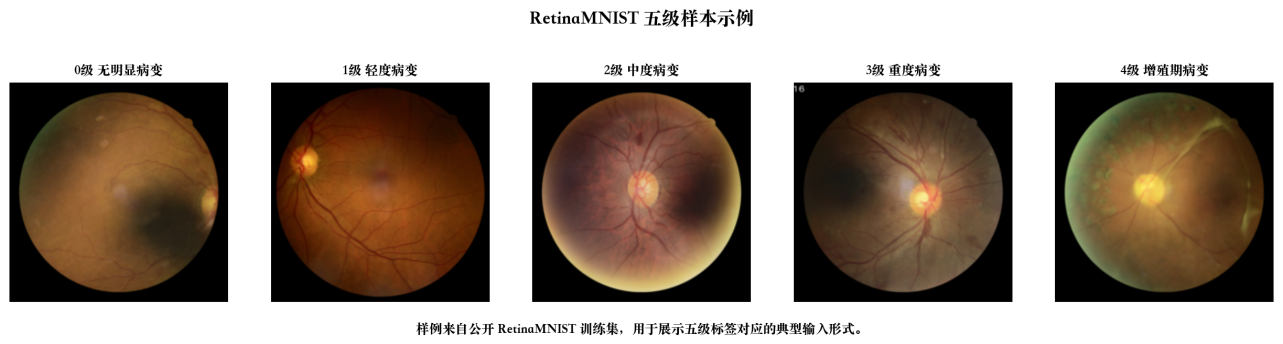 RetinaMNIST 五级样本示例
0级 无明显病变
1级 轻度病变
2级 中度病变
3级 重度病变
4级 增殖期病变
16
样例来自公开 RetinaMNIST 训练集，用于展示五级标签对应的典型输入形式。